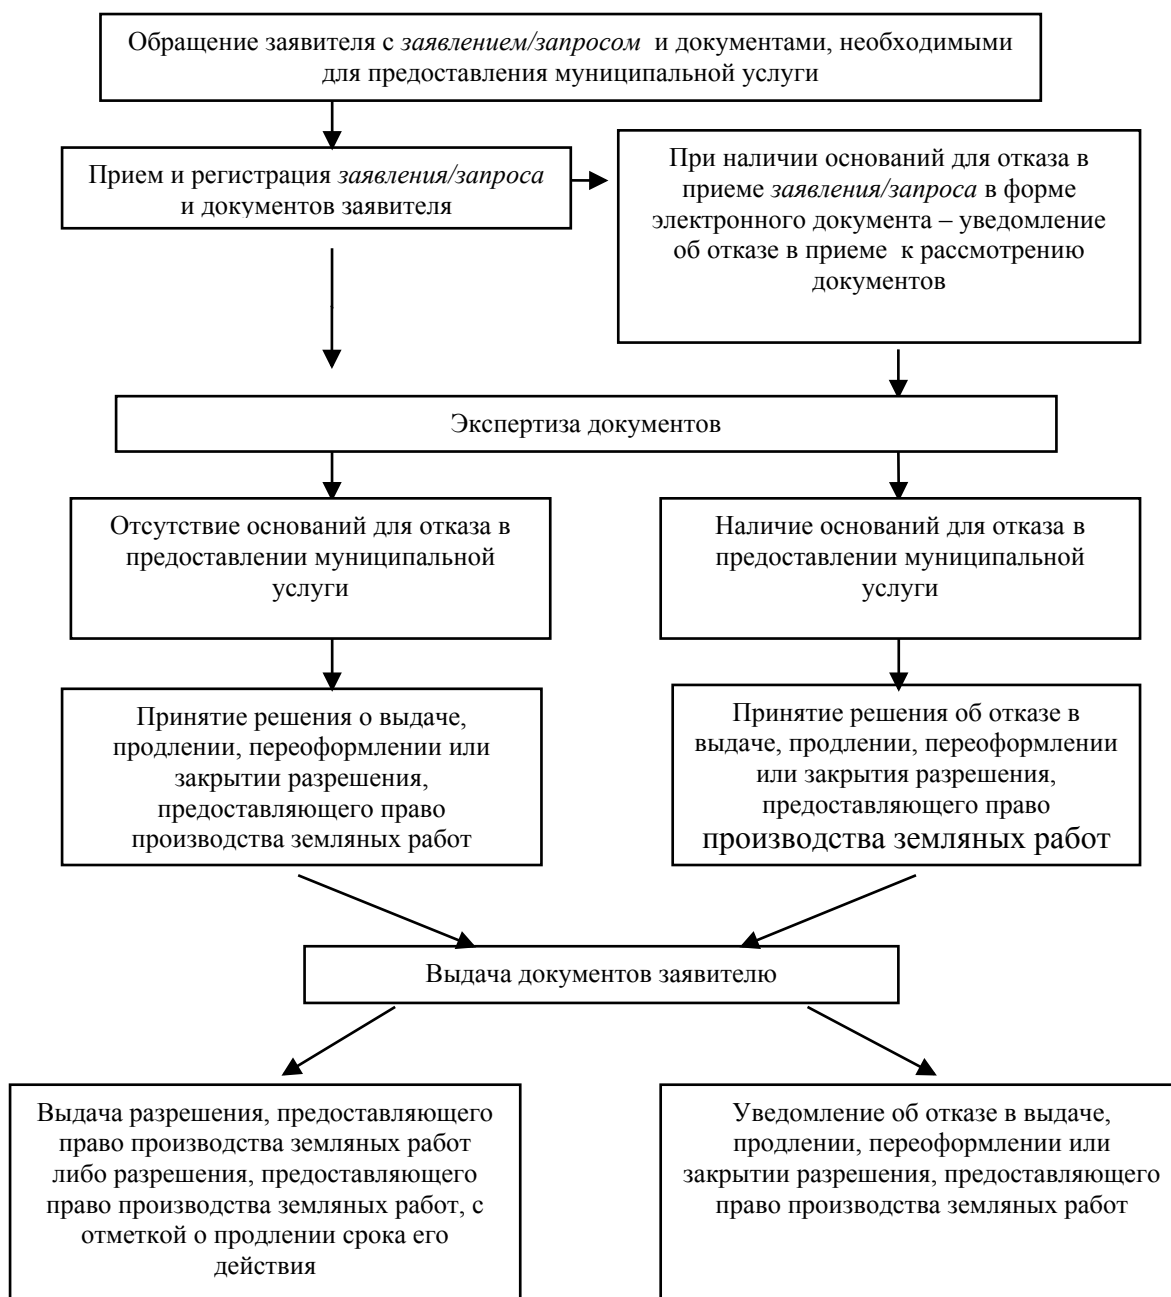 Обращение заявителя с заявлением/запросом и документами, необходимыми
для предоставления муниципальной услуги
Прием и регистрация заявления/запроса
и документов заявителя
При наличии оснований для отказа в
приеме заявления/запроса в форме
электронного документа – уведомление
об отказе в приеме к рассмотрению
документов
Экспертиза документов
Отсутствие оснований для отказа в
предоставлении муниципальной
услуги
Наличие оснований для отказа в
предоставлении муниципальной
услуги
Принятие решения о выдаче,
продлении, переоформлении или
закрытии разрешения,
предоставляющего право
производства земляных работ
Принятие решения об отказе в
выдаче, продлении, переоформлении
или закрытия разрешения,
предоставляющего право
производства земляных работ
Выдача документов заявителю
Выдача разрешения, предоставляющего
право производства земляных работ
либо разрешения, предоставляющего
право производства земляных работ, с
отметкой о продлении срока его
действия
Уведомление об отказе в выдаче,
продлении, переоформлении или
закрытии разрешения, предоставляющего
право производства земляных работ